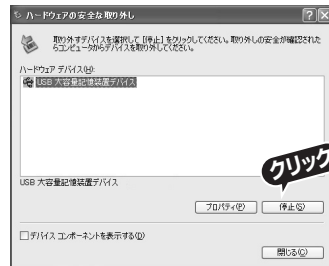 ハードウェアの安全な取り外し
取り外すデバイスを選択して [停止] をクリックしてください。取り外しの安全が確認された
らコンピュータからデバイスを取り外してください。
ハードウェア デバイス(H):
USB 大容量記憶装置デバイス
クリック
USB 大容量記憶装置デバイス
プロパティ(P) 停止(S)
デバイス コンポーネントを表示する(D)
閉じる(C)